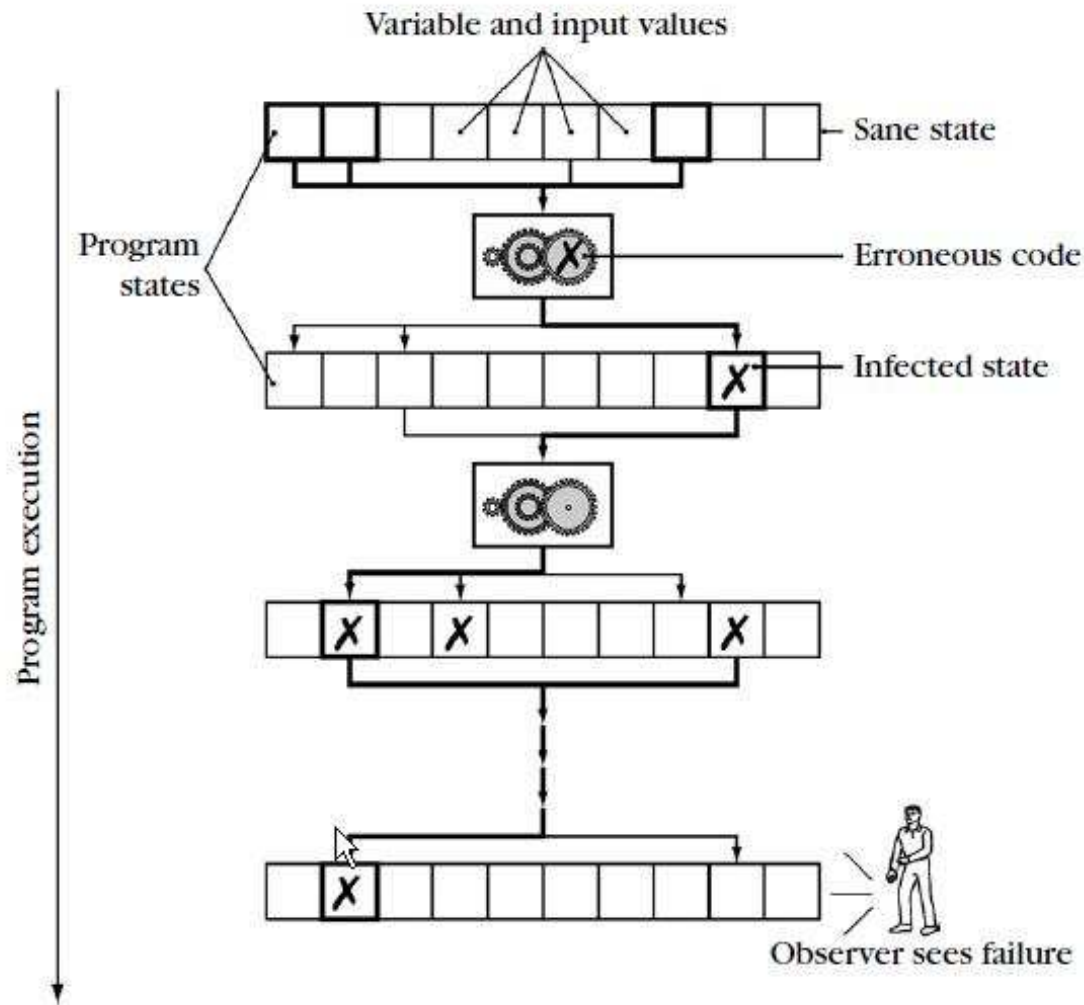 Variable and input values
Sane state
Program
states
Erroneous code
Infected state
Program execution
Observer sees failure